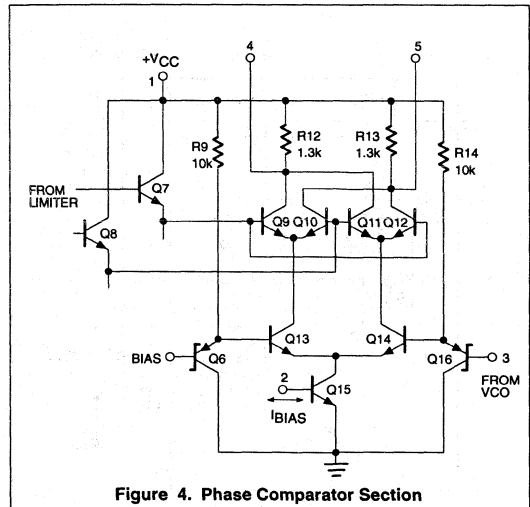 +VCC
1
4
5
R9
10k
R12
1.3k
R13
1.3k
R14
10k
FROM
LIMITER
Q7
Q8
Q9
Q10
Q11
Q12
Q13
Q14
BIAS
Q6
2
IBIAS
Q15
Q16
3
FROM
VCO
Figure 4. Phase Comparator Section